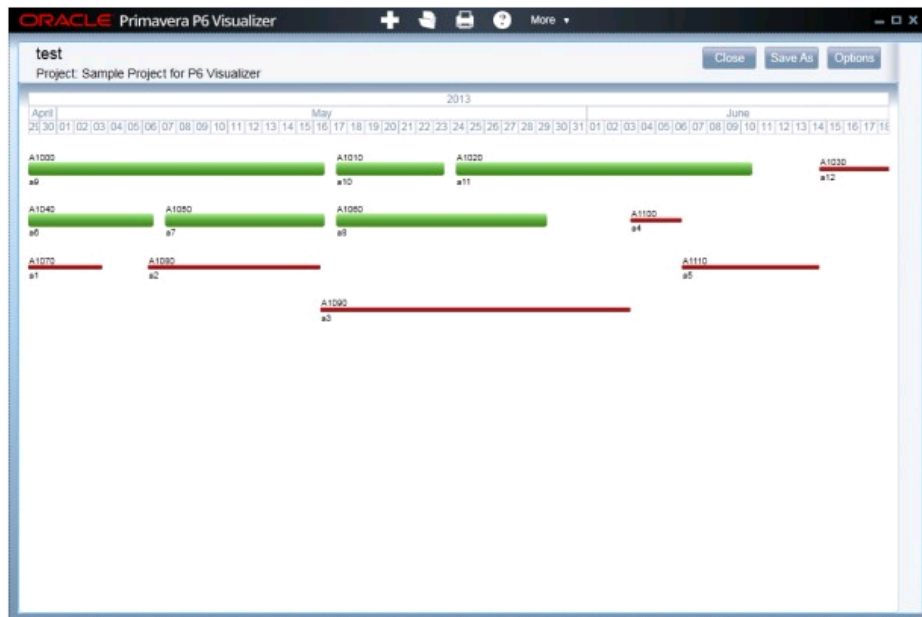 ORACLE Primavera P6 Visualizer More
test
Close Save As Options
Project: Sample Project for P6 Visualizer
2013
April May June
29 30 01 02 03 04 05 06 07 08 09 10 11 12 13 14 15 16 17 18 19 20 21 22 23 24 25 26 27 28 29 30 31 01 02 03 04 05 06 07 08 09 10 11 12 13 14 15 16 17 18
A1000 A1010 A1020 A1030
a9 a10 a11 a12
A1040 A1050 A1060 A1100
a6 a7 a8 a4
A1070 A1080 A1110
a1 a2 a5
A1090
a3